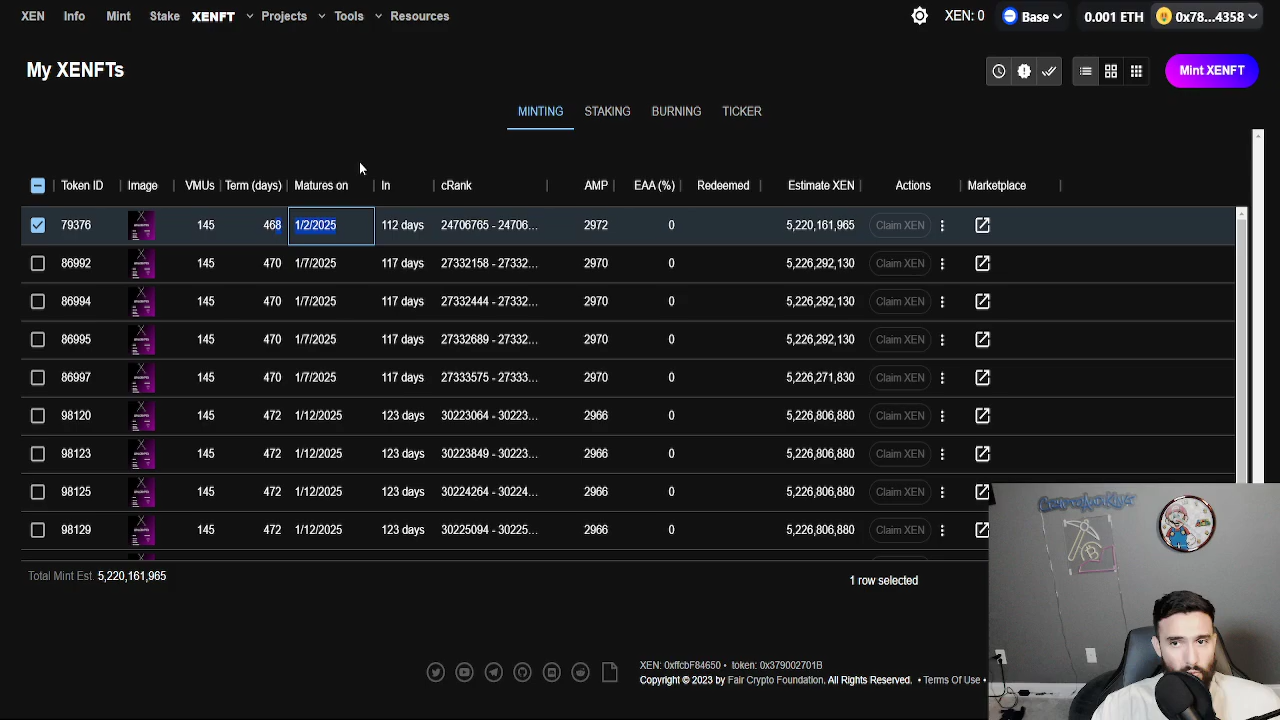 XEN Info Mint Stake XENFT Projects Tools Resources XEN: 0 Base 0.001 ETH 0x78...4358
My XENFTs Mint XENFT
MINTING STAKING BURNING TICKER
Token ID Image VMUs Term (days) Matures on In cRank AMP EAA (%) Redeemed Estimate XEN Actions Marketplace
79376 145 468 1/2/2025 112 days 24706765 - 24706... 2972 0 5,220,161,965 Claim XEN
86992 145 470 1/7/2025 117 days 27332158 - 27332... 2970 0 5,226,292,130 Claim XEN
86994 145 470 1/7/2025 117 days 27332444 - 27332... 2970 0 5,226,292,130 Claim XEN
86995 145 470 1/7/2025 117 days 27332689 - 27333... 2970 0 5,226,292,130 Claim XEN
86997 145 470 1/7/2025 117 days 27333575 - 27333... 2970 0 5,226,271,830 Claim XEN
98120 145 472 1/12/2025 123 days 30223064 - 30223... 2966 0 5,226,806,880 Claim XEN
98123 145 472 1/12/2025 123 days 30223849 - 30223... 2966 0 5,226,806,880 Claim XEN
98125 145 472 1/12/2025 123 days 30224264 - 30224... 2966 0 5,226,806,880 Claim XEN
98129 145 472 1/12/2025 123 days 30225094 - 30225... 2966 0 5,226,806,880 Claim XEN
Total Mint Est. 5,220,161,965 1 row selected
XEN: 0xffcbF84650 • token: 0x379002701B
Copyright © 2023 by Fair Crypto Foundation. All Rights Reserved. • Terms Of Use •